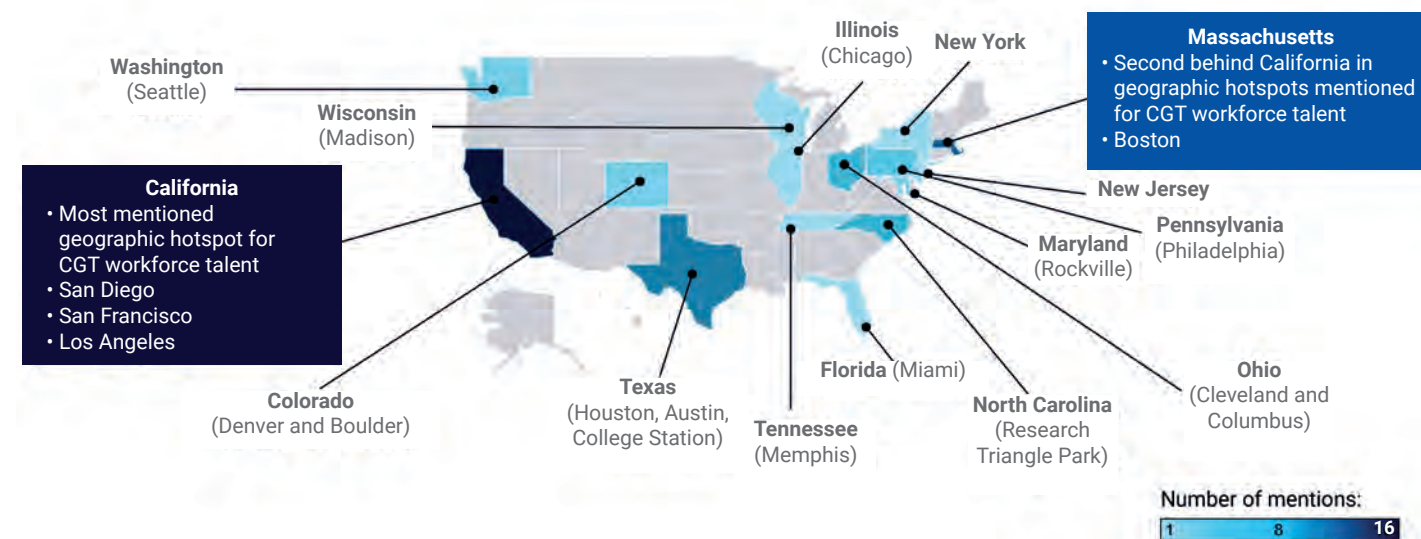 Illinois
(Chicago)
New York
Massachusetts
• Second behind California in
geographic hotspots mentioned
for CGT workforce talent
• Boston
Washington
(Seattle)
Wisconsin
(Madison)
California
• Most mentioned
geographic hotspot for
CGT workforce talent
• San Diego
• San Francisco
• Los Angeles
New Jersey
Pennsylvania
(Philadelphia)
Maryland
(Rockville)
Colorado
(Denver and Boulder)
Texas
(Houston, Austin,
College Station)
Tennessee
(Memphis)
Florida (Miami)
North Carolina
(Research
Triangle Park)
Ohio
(Cleveland and
Columbus)
Number of mentions:
1 8 16